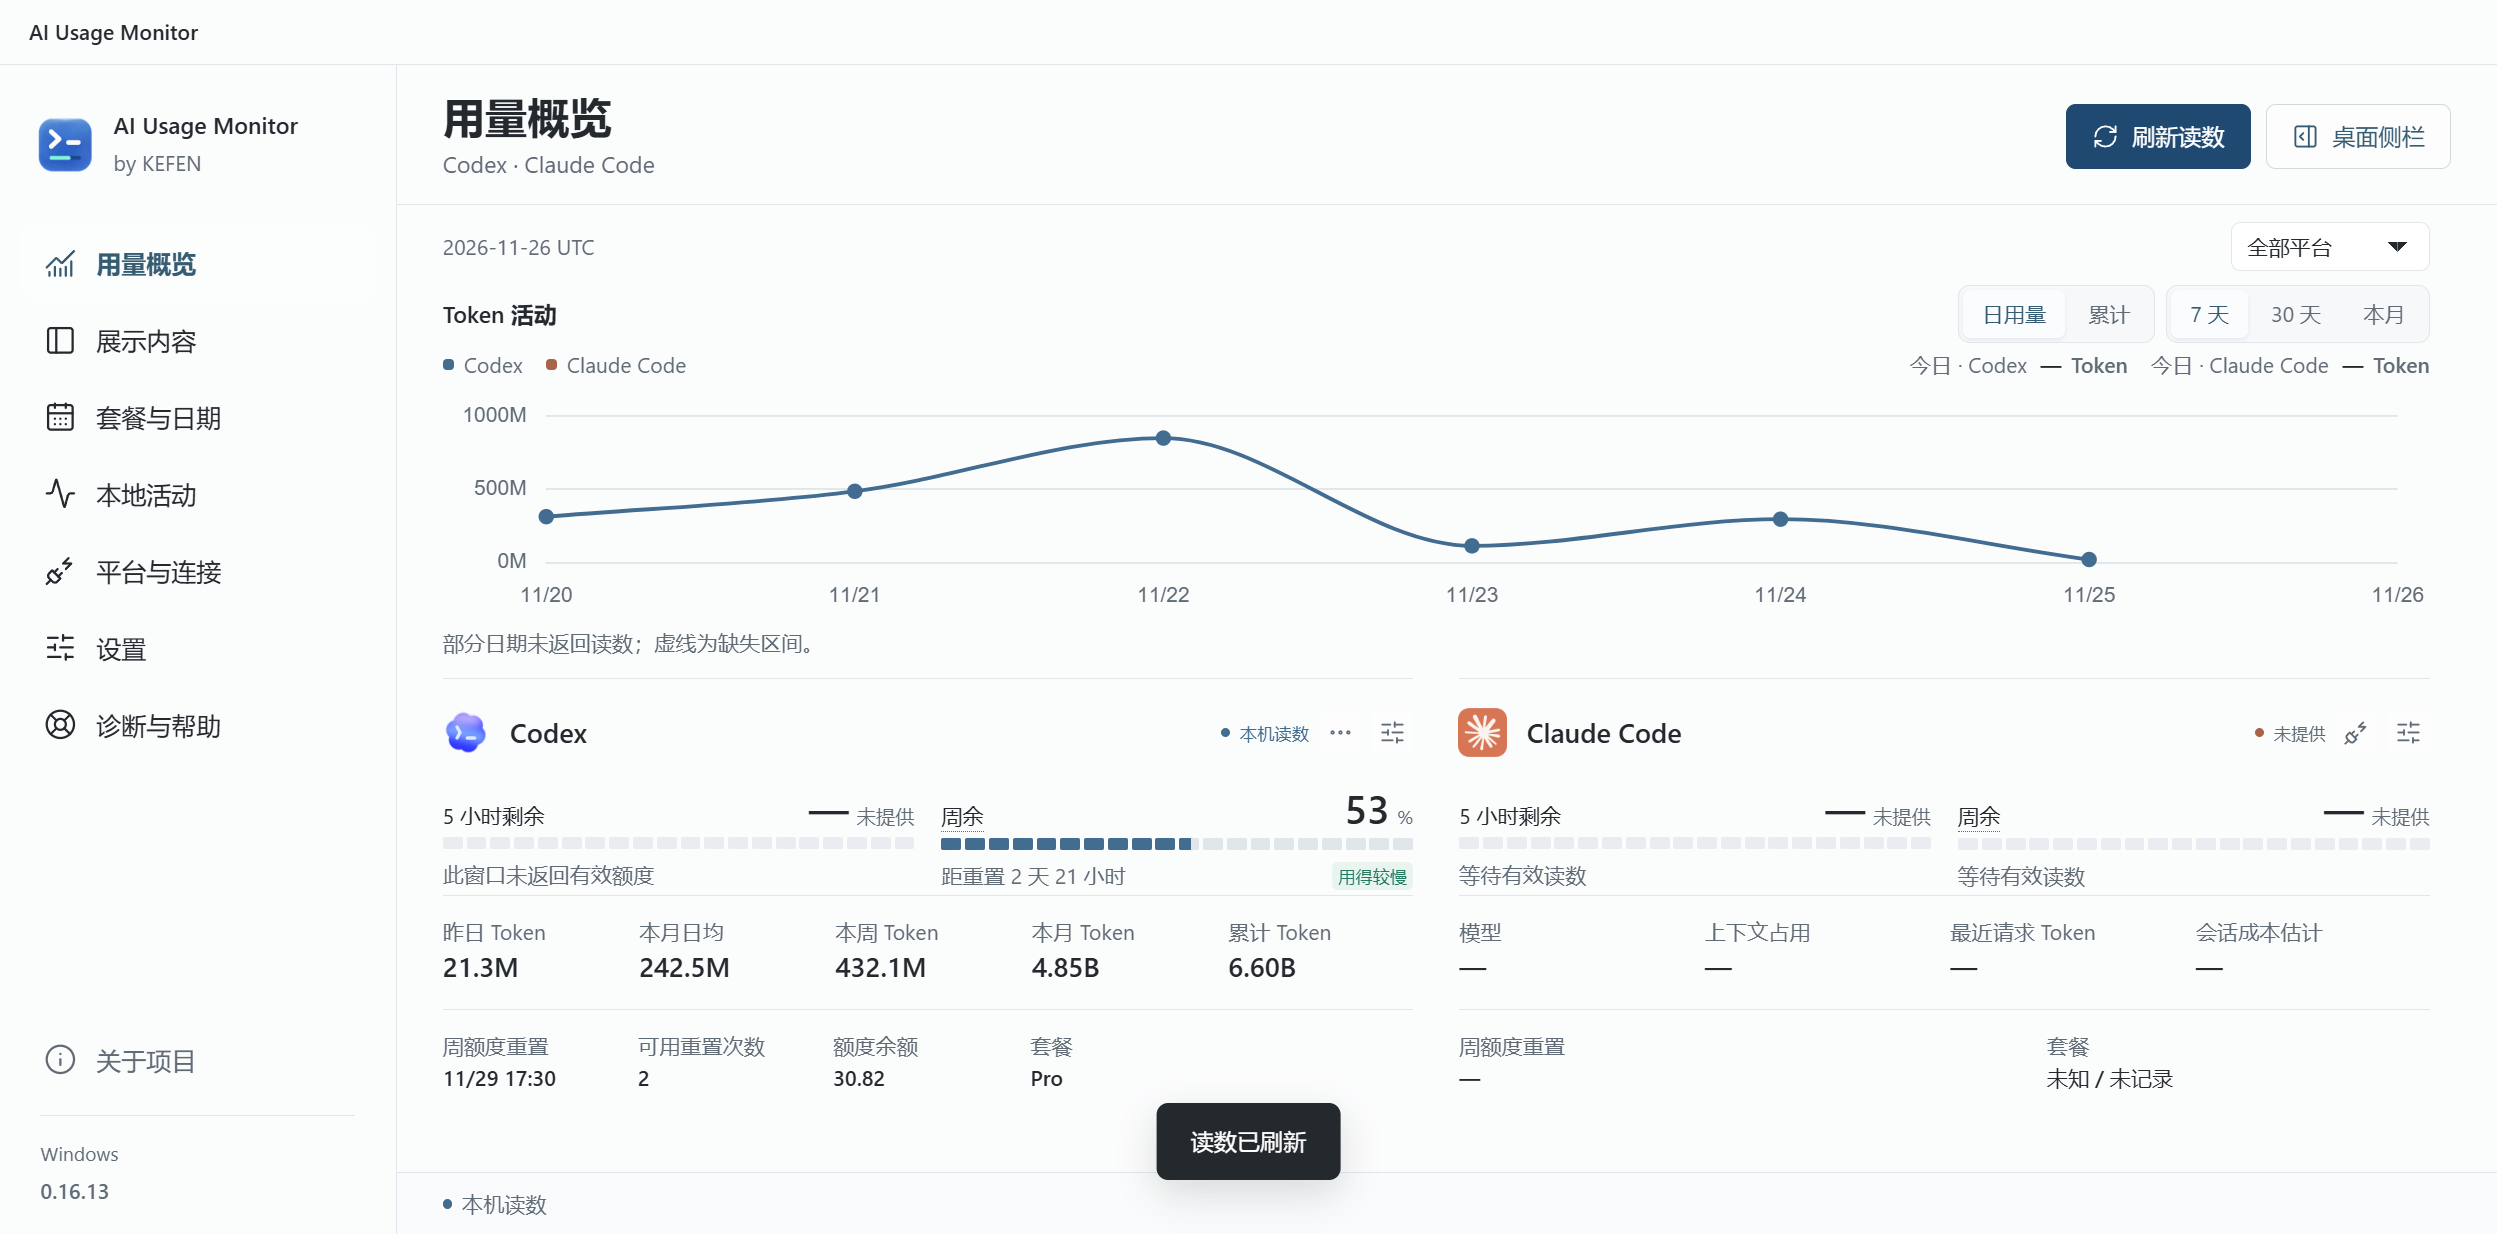 AI Usage Monitor
AI Usage Monitor
by KEFEN
用量概览
展示内容
套餐与日期
本地活动
平台与连接
设置
诊断与帮助
关于项目
Windows
0.16.13
用量概览
Codex · Claude Code
刷新读数
桌面侧栏
2026-11-26 UTC
全部平台
Token 活动
日用量 累计
7 天 30 天 本月
Codex Claude Code
今日 · Codex — Token 今日 · Claude Code — Token
1000M
500M
0M
11/20 11/21 11/22 11/23 11/24 11/25 11/26
部分日期未返回读数；虚线为缺失区间。
Codex
本机读数
5 小时剩余 — 未提供
此窗口未返回有效额度
周余 53 %
距重置 2 天 21 小时 用得较慢
昨日 Token 本月日均 本周 Token 本月 Token 累计 Token
21.3M 242.5M 432.1M 4.85B 6.60B
周额度重置 可用重置次数 额度余额 套餐
11/29 17:30 2 30.82 Pro
Claude Code
未提供
5 小时剩余 — 未提供
等待有效读数
周余 — 未提供
等待有效读数
模型 上下文占用 最近请求 Token 会话成本估计
— — — —
周额度重置 套餐
— 未知 / 未记录
读数已刷新
本机读数